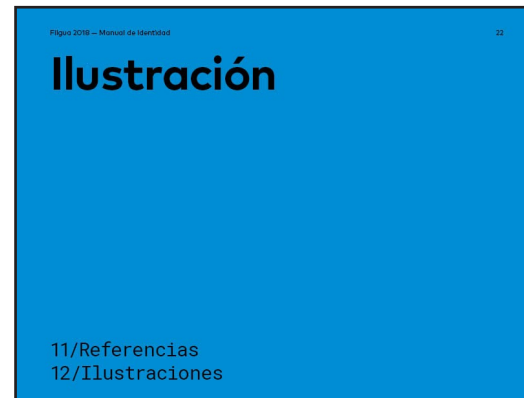 Filgua 2018 — Manual de Identidad 22
Ilustración
11/Referencias
12/Ilustraciones